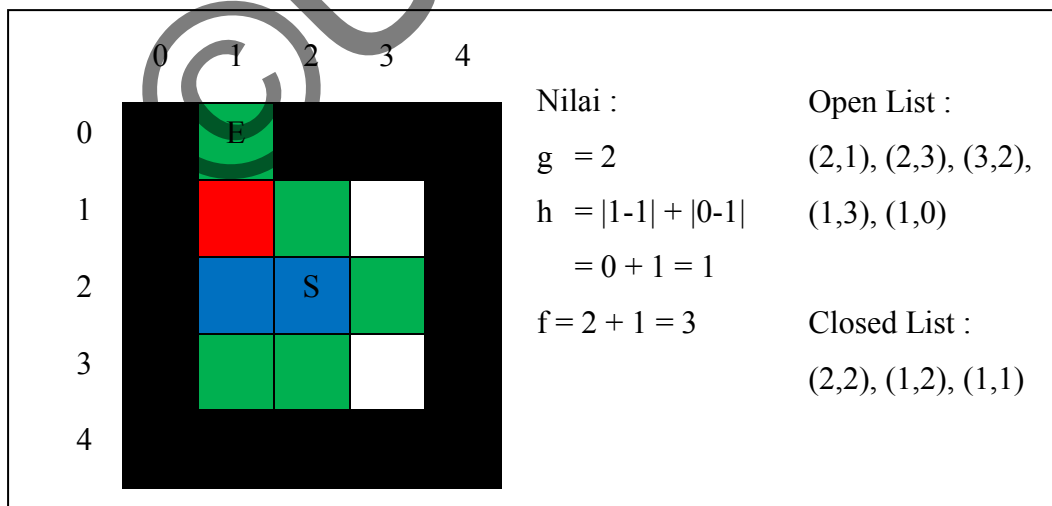 0 1 2 3 4
0
E
1
2
S
3
4
Nilai :
g = 2
h = |1-1| + |0-1|
= 0 + 1 = 1
f = 2 + 1 = 3
Open List :
(2,1), (2,3), (3,2),
(1,3), (1,0)
Closed List :
(2,2), (1,2), (1,1)